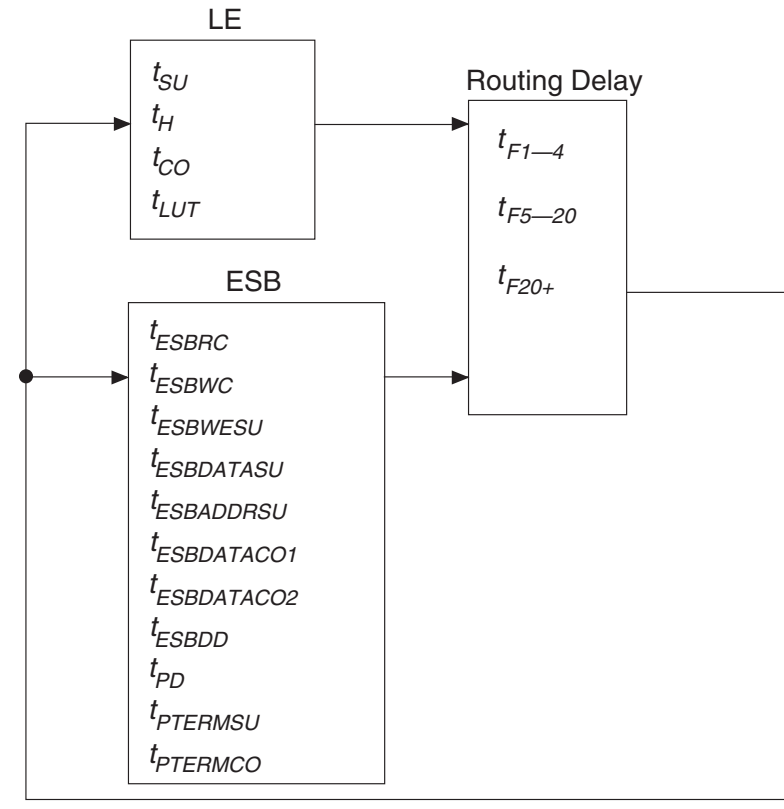 LE
t_SU
t_H
t_CO
t_LUT
Routing Delay
t_F1—4
t_F5—20
t_F20+
ESB
t_ESBRC
t_ESBWC
t_ESBWESU
t_ESBDATASU
t_ESBADDRSU
t_ESBDATACO1
t_ESBDATACO2
t_ESBDD
t_PD
t_PTERMSU
t_PTERMCO